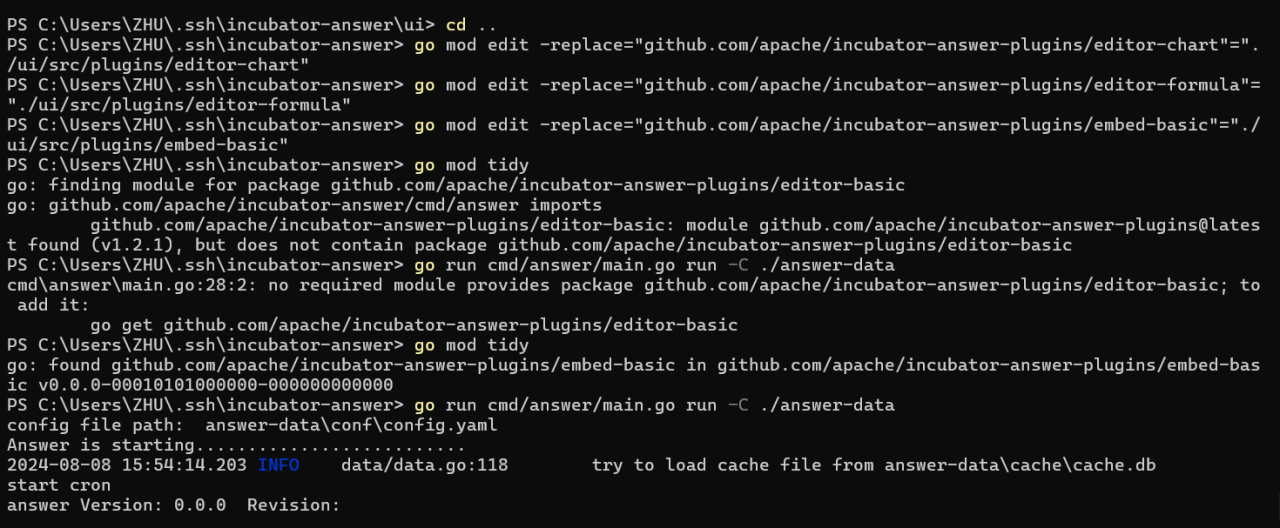 PS C:\Users\ZHU\.ssh\incubator-answer\ui> cd ..
PS C:\Users\ZHU\.ssh\incubator-answer> go mod edit -replace="github.com/apache/incubator-answer-plugins/editor-chart"=".
/ui/src/plugins/editor-chart"
PS C:\Users\ZHU\.ssh\incubator-answer> go mod edit -replace="github.com/apache/incubator-answer-plugins/editor-formula"=
"./ui/src/plugins/editor-formula"
PS C:\Users\ZHU\.ssh\incubator-answer> go mod edit -replace="github.com/apache/incubator-answer-plugins/embed-basic"="./
ui/src/plugins/embed-basic"
PS C:\Users\ZHU\.ssh\incubator-answer> go mod tidy
go: finding module for package github.com/apache/incubator-answer-plugins/editor-basic
go: github.com/apache/incubator-answer/cmd/answer imports
        github.com/apache/incubator-answer-plugins/editor-basic: module github.com/apache/incubator-answer-plugins@lates
t found (v1.2.1), but does not contain package github.com/apache/incubator-answer-plugins/editor-basic
PS C:\Users\ZHU\.ssh\incubator-answer> go run cmd/answer/main.go run -C ./answer-data
cmd\answer\main.go:28:2: no required module provides package github.com/apache/incubator-answer-plugins/editor-basic; to
 add it:
        go get github.com/apache/incubator-answer-plugins/editor-basic
PS C:\Users\ZHU\.ssh\incubator-answer> go mod tidy
go: found github.com/apache/incubator-answer-plugins/embed-basic in github.com/apache/incubator-answer-plugins/embed-bas
ic v0.0.0-00010101000000-000000000000
PS C:\Users\ZHU\.ssh\incubator-answer> go run cmd/answer/main.go run -C ./answer-data
config file path:  answer-data\conf\config.yaml
Answer is starting..........................
2024-08-08 15:54:14.203 INFO    data/data.go:118        try to load cache file from answer-data\cache\cache.db
start cron
answer Version: 0.0.0  Revision: